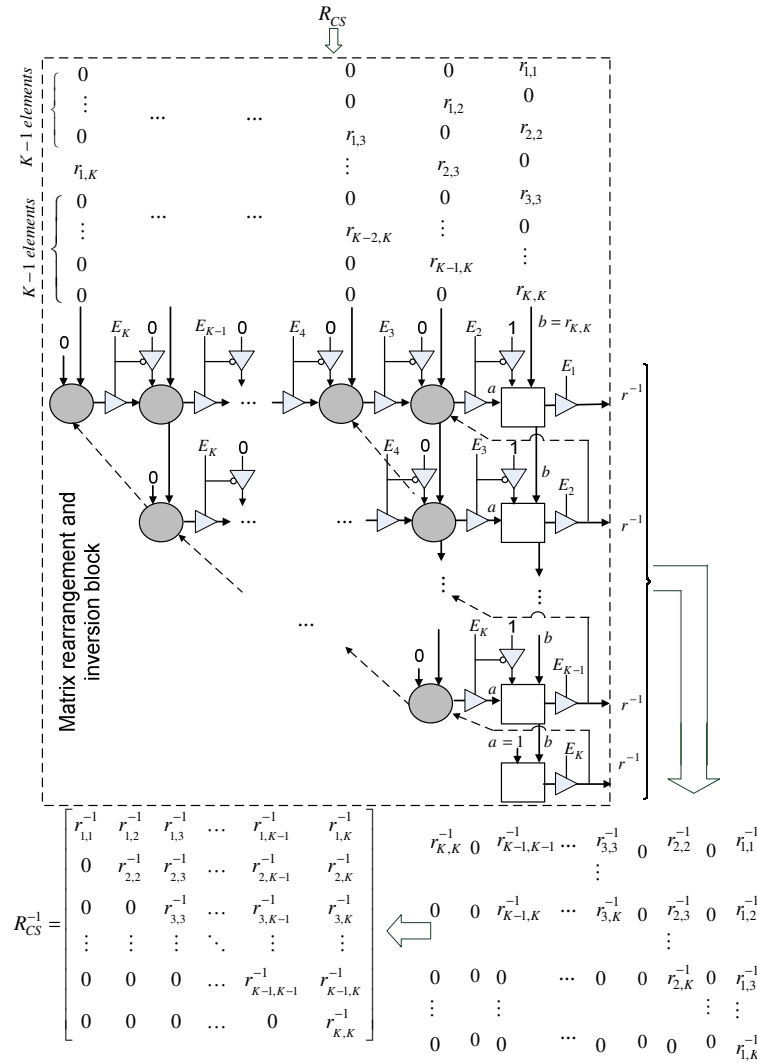 R_{CS}
K−1 elements
K−1 elements
0 0 0 r_{1,1}
⋮ ... ... 0 r_{1,2} 0
0 r_{1,3} 0 r_{2,2}
r_{1,K} ⋮ r_{2,3} 0
0 0 0 r_{3,3}
⋮ ... ... r_{K−2,K} ⋮ 0
0 0 r_{K−1,K} ⋮
0 0 0 r_{K,K}
0 E_K 0 E_{K−1} 0 E_4 0 E_3 0 E_2 1 b = r_{K,K}
E_1
... a r^{−1}
0 E_K 0 E_4 0 E_3 1 b
E_2
... ... a r^{−1}
⋮ ⋮
...
0 E_K 1 b
E_{K−1}
a r^{−1}
a = 1 b E_K
r^{−1}
Matrix rearrangement and
inversion block
R_{CS}^{−1} =
r_{1,1}^{−1} r_{1,2}^{−1} r_{1,3}^{−1} ... r_{1,K−1}^{−1} r_{1,K}^{−1}
0 r_{2,2}^{−1} r_{2,3}^{−1} ... r_{2,K−1}^{−1} r_{2,K}^{−1}
0 0 r_{3,3}^{−1} ... r_{3,K−1}^{−1} r_{3,K}^{−1}
⋮ ⋮ ⋮ ⋱ ⋮ ⋮
0 0 0 ... r_{K−1,K−1}^{−1} r_{K−1,K}^{−1}
0 0 0 ... 0 r_{K,K}^{−1}
r_{K,K}^{−1} 0 r_{K−1,K−1}^{−1} ... r_{3,3}^{−1} 0 r_{2,2}^{−1} 0 r_{1,1}^{−1}
⋮
0 0 r_{K−1,K}^{−1} ... r_{3,K}^{−1} 0 r_{2,3}^{−1} 0 r_{1,2}^{−1}
⋮
0 0 0 ... 0 0 r_{2,K}^{−1} 0 r_{1,3}^{−1}
⋮ ⋮ ⋮ ⋮
0 0 0 ... 0 0 0 0 r_{1,K}^{−1}